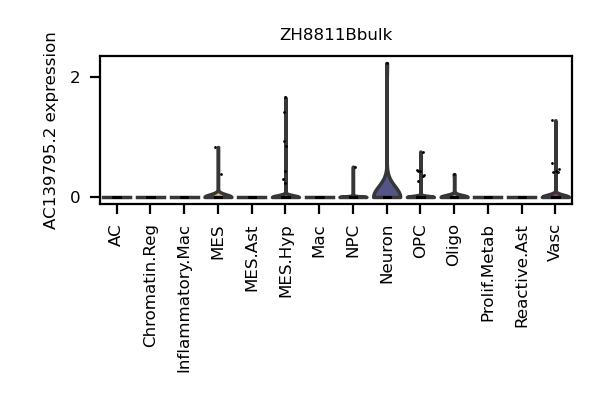 ZH8811Bbulk
AC139795.2 expression
2
0
AC
Chromatin.Reg
Inflammatory.Mac
MES
MES.Ast
MES.Hyp
Mac
NPC
Neuron
OPC
Oligo
Prolif.Metab
Reactive.Ast
Vasc